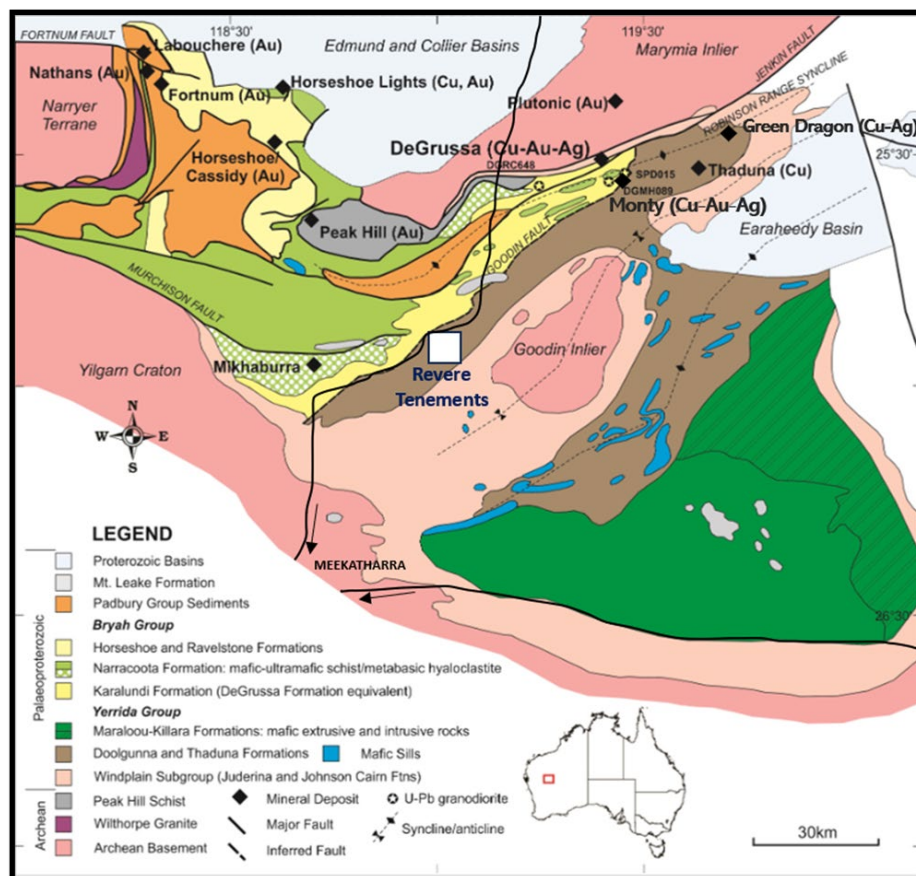 118°30'
119°30'
FORTNUM FAULT
Labouchere (Au)
Edmund and Collier Basins
Marymia Inlier
JENKIN FAULT
Nathans (Au)
Fortnum (Au)
Horseshoe Lights (Cu, Au)
Narryer
Terrane
Plutonic (Au)
ROBINSON RANGE SYNCLINE
Green Dragon (Cu-Ag)
DeGrussa (Cu-Au-Ag)
25°30'
Horseshoe/
Cassidy (Au)
DGRC648
SPD015
Thaduna (Cu)
DGMH089
Monty (Cu-Au-Ag)
Peak Hill (Au)
GOODIN FAULT
Earaheedy Basin
MURCHISON FAULT
Goodin Inlier
Mikhaburra
Yilgarn Craton
Revere
Tenements
N
W E
S
MEEKATHARRA
26°30'
LEGEND
Proterozoic Basins
Mt. Leake Formation
Padbury Group Sediments
Bryah Group
Horseshoe and Ravelstone Formations
Narracoota Formation: mafic-ultramafic schist/metabasic hyaloclastite
Karalundi Formation (DeGrussa Formation equivalent)
Yerrida Group
Maraloou-Killara Formations: mafic extrusive and intrusive rocks
Doolgunna and Thaduna Formations
Mafic Sills
Windplain Subgroup (Juderina and Johnson Cairn Ftns)
Peak Hill Schist
Wilthorpe Granite
Archean Basement
Palaeoproterozoic
Archean
Mineral Deposit
Major Fault
Inferred Fault
U-Pb granodiorite
Syncline/anticline
30km